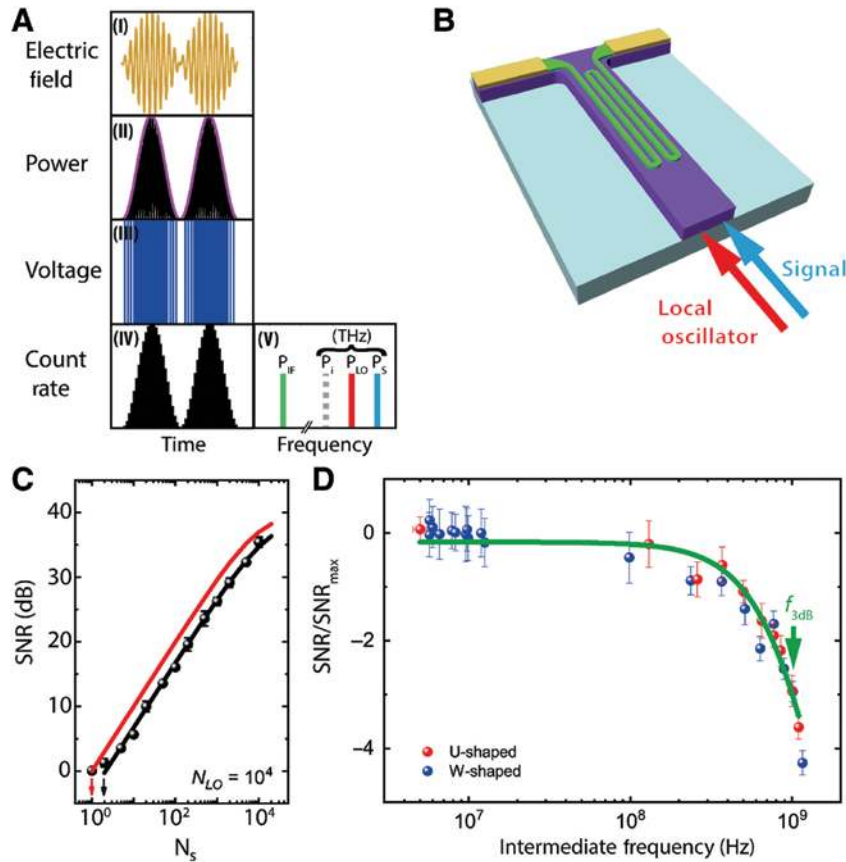 A
B
Electric
field
(I)
Power
(II)
Voltage
(III)
Count
rate
(IV)
(V)
(THz)
P_IF
P_i
P_LO
P_S
Time
Frequency
Signal
Local
oscillator
C
D
SNR (dB)
40
30
20
10
0
N_LO = 10^4
10^0
10^2
10^4
N_s
SNR/SNR_max
0
−2
−4
f_3dB
U-shaped
W-shaped
10^7
10^8
10^9
Intermediate frequency (Hz)